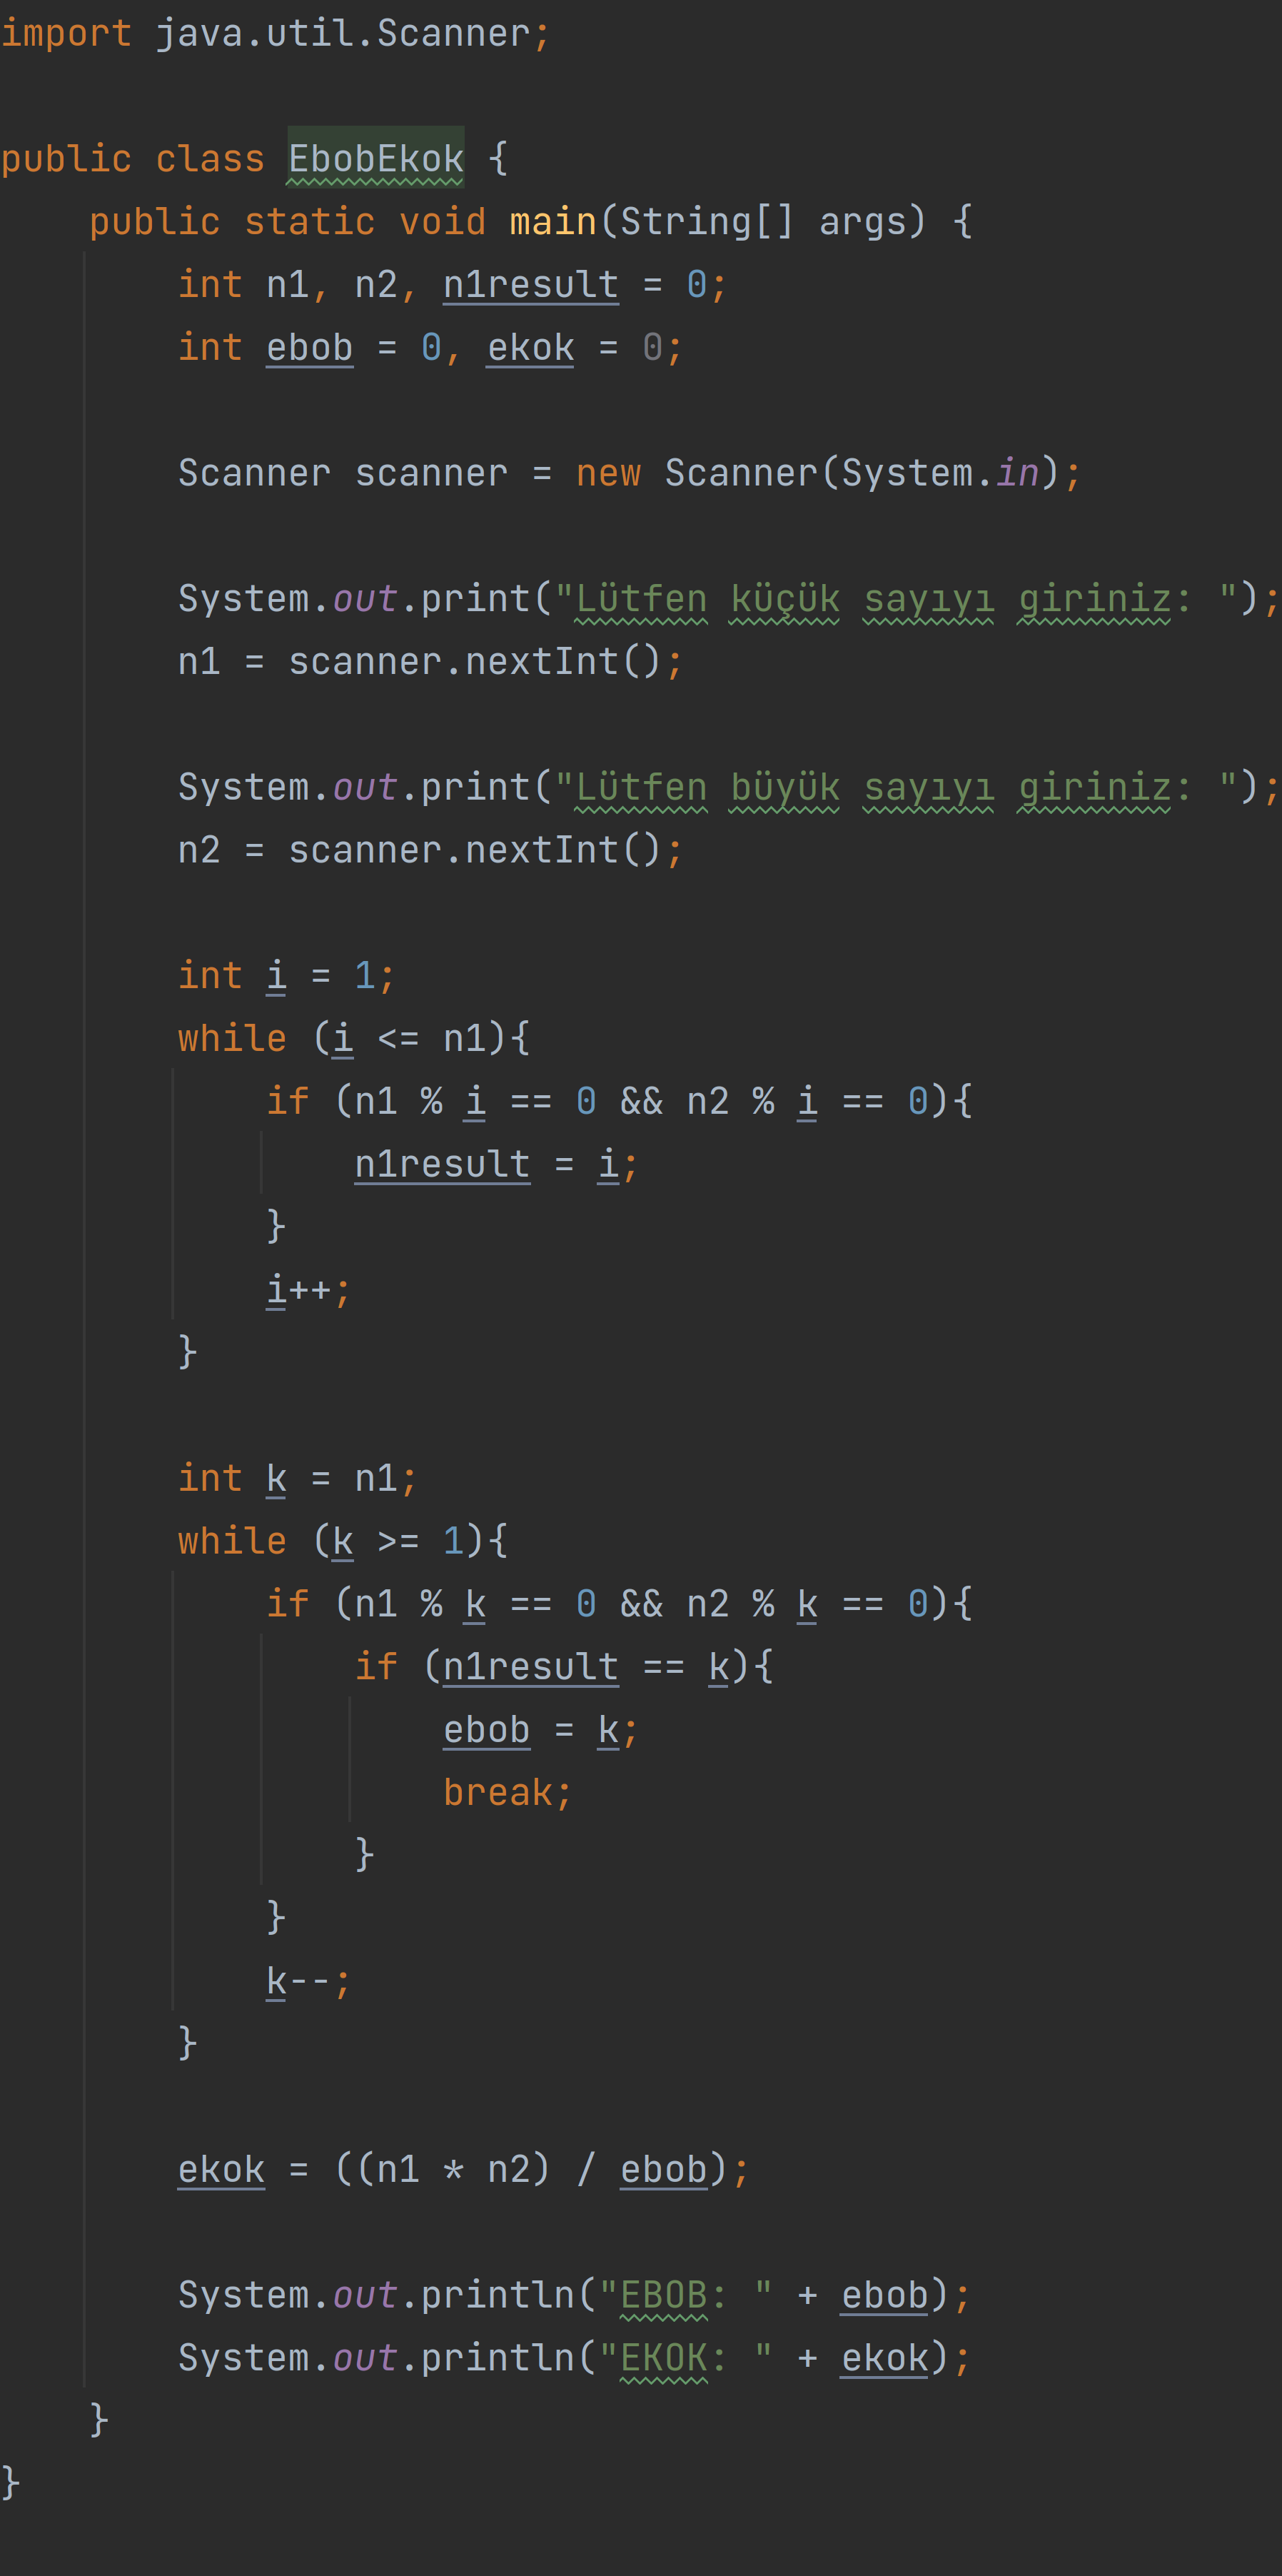 import java.util.Scanner;
public class EbobEkok {
    public static void main(String[] args) {
        int n1, n2, n1result = 0;
        int ebob = 0, ekok = 0;
        Scanner scanner = new Scanner(System.in);
        System.out.print("Lütfen küçük sayıyı giriniz: ");
        n1 = scanner.nextInt();
        System.out.print("Lütfen büyük sayıyı giriniz: ");
        n2 = scanner.nextInt();
        int i = 1;
        while (i <= n1){
            if (n1 % i == 0 && n2 % i == 0){
                n1result = i;
            }
            i++;
        }
        int k = n1;
        while (k >= 1){
            if (n1 % k == 0 && n2 % k == 0){
                if (n1result == k){
                    ebob = k;
                    break;
                }
            }
            k--;
        }
        ekok = ((n1 * n2) / ebob);
        System.out.println("EBOB: " + ebob);
        System.out.println("EKOK: " + ekok);
    }
}